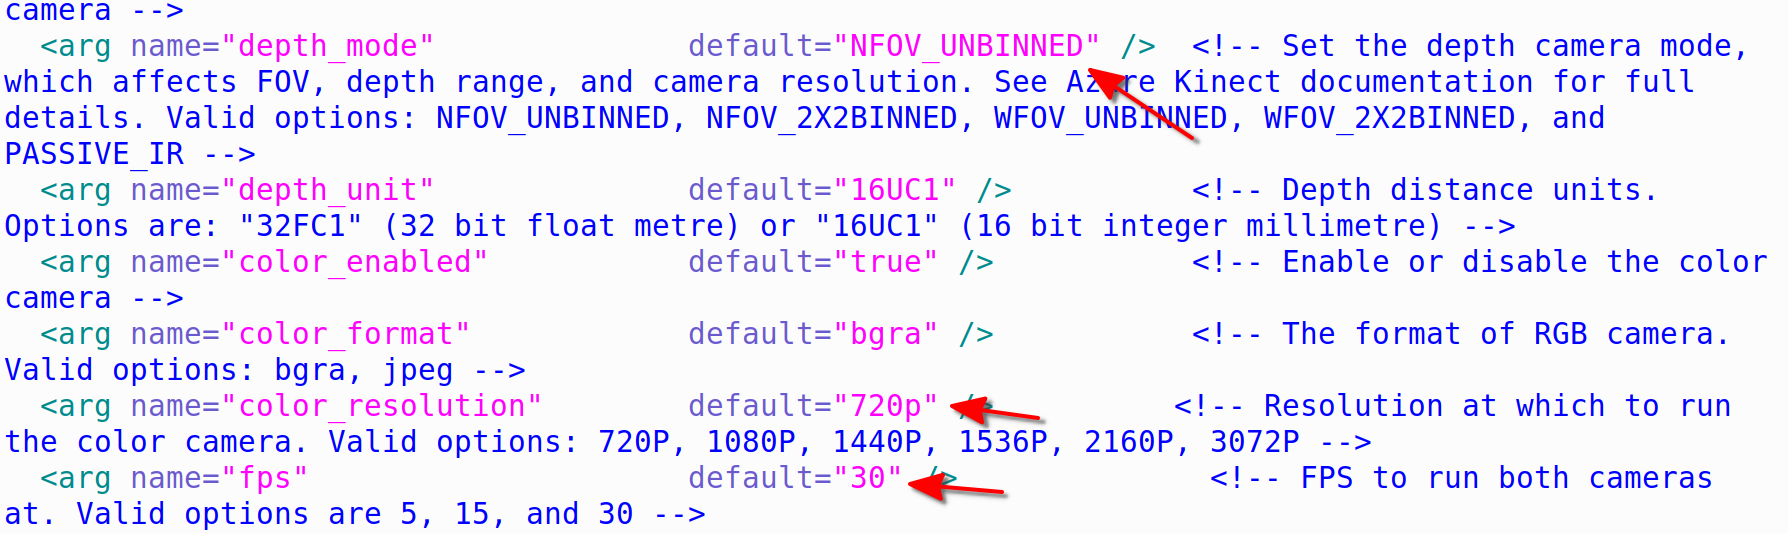 camera -->
  <arg name="depth_mode"              default="NFOV_UNBINNED" />  <!-- Set the depth camera mode,
which affects FOV, depth range, and camera resolution. See Azure Kinect documentation for full
details. Valid options: NFOV_UNBINNED, NFOV_2X2BINNED, WFOV_UNBINNED, WFOV_2X2BINNED, and
PASSIVE_IR -->
  <arg name="depth_unit"              default="16UC1" />          <!-- Depth distance units.
Options are: "32FC1" (32 bit float metre) or "16UC1" (16 bit integer millimetre) -->
  <arg name="color_enabled"           default="true" />           <!-- Enable or disable the color
camera -->
  <arg name="color_format"            default="bgra" />           <!-- The format of RGB camera.
Valid options: bgra, jpeg -->
  <arg name="color_resolution"        default="720p" />          <!-- Resolution at which to run
the color camera. Valid options: 720P, 1080P, 1440P, 1536P, 2160P, 3072P -->
  <arg name="fps"                     default="30" />              <!-- FPS to run both cameras
at. Valid options are 5, 15, and 30 -->